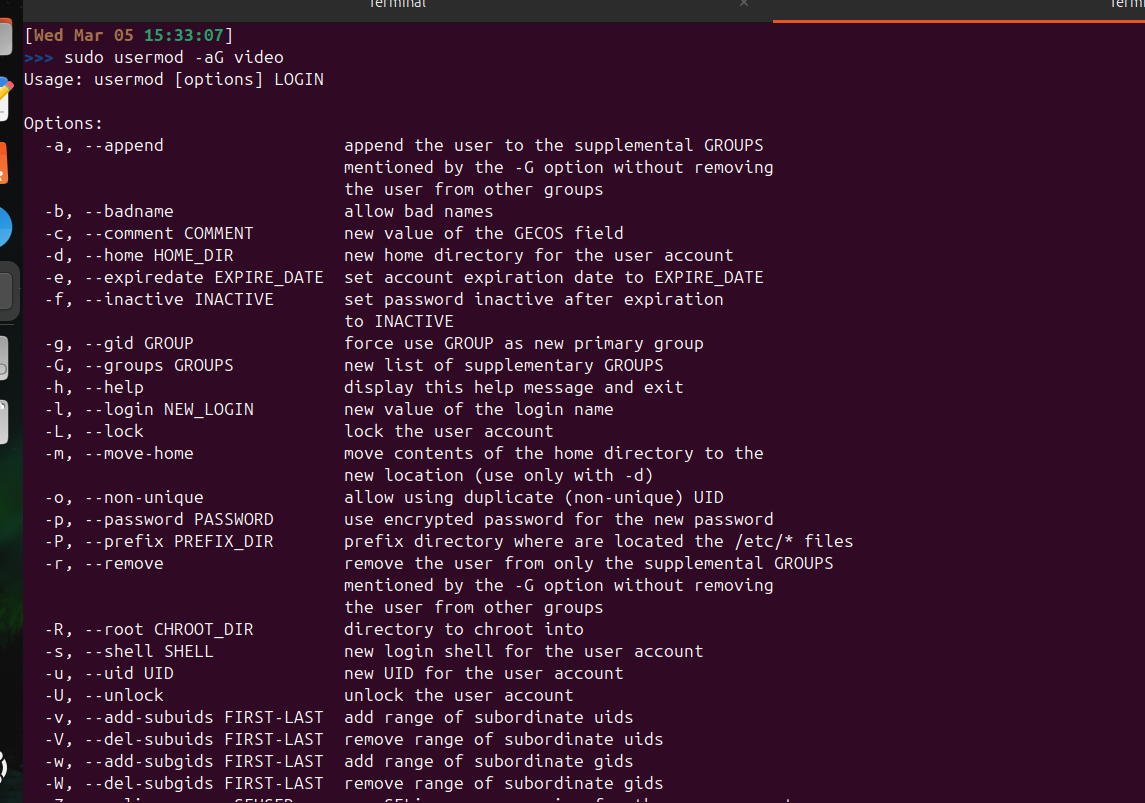 Terminal ×
[Wed Mar 05 15:33:07]
>>> sudo usermod -aG video
Usage: usermod [options] LOGIN
Options:
-a, --append append the user to the supplemental GROUPS
mentioned by the -G option without removing
the user from other groups
-b, --badname allow bad names
-c, --comment COMMENT new value of the GECOS field
-d, --home HOME_DIR new home directory for the user account
-e, --expiredate EXPIRE_DATE set account expiration date to EXPIRE_DATE
-f, --inactive INACTIVE set password inactive after expiration
to INACTIVE
-g, --gid GROUP force use GROUP as new primary group
-G, --groups GROUPS new list of supplementary GROUPS
-h, --help display this help message and exit
-l, --login NEW_LOGIN new value of the login name
-L, --lock lock the user account
-m, --move-home move contents of the home directory to the
new location (use only with -d)
-o, --non-unique allow using duplicate (non-unique) UID
-p, --password PASSWORD use encrypted password for the new password
-P, --prefix PREFIX_DIR prefix directory where are located the /etc/* files
-r, --remove remove the user from only the supplemental GROUPS
mentioned by the -G option without removing
the user from other groups
-R, --root CHROOT_DIR directory to chroot into
-s, --shell SHELL new login shell for the user account
-u, --uid UID new UID for the user account
-U, --unlock unlock the user account
-v, --add-subuids FIRST-LAST add range of subordinate uids
-V, --del-subuids FIRST-LAST remove range of subordinate uids
-w, --add-subgids FIRST-LAST add range of subordinate gids
-W, --del-subgids FIRST-LAST remove range of subordinate gids